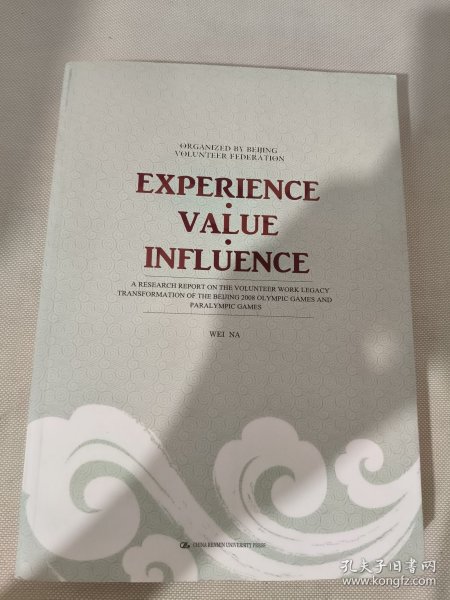 ORGANIZED BY BEIJING
VOLUNTEER FEDERATION
EXPERIENCE
·
VALUE
·
INFLUENCE
A RESEARCH REPORT ON THE VOLUNTEER WORK LEGACY
TRANSFORMATION OF THE BEIJING 2008 OLYMPIC GAMES AND
PARALYMPIC GAMES
WEI NA
CHINA RENMIN UNIVERSITY PRESS
孔夫子旧书网
www.kongfz.com